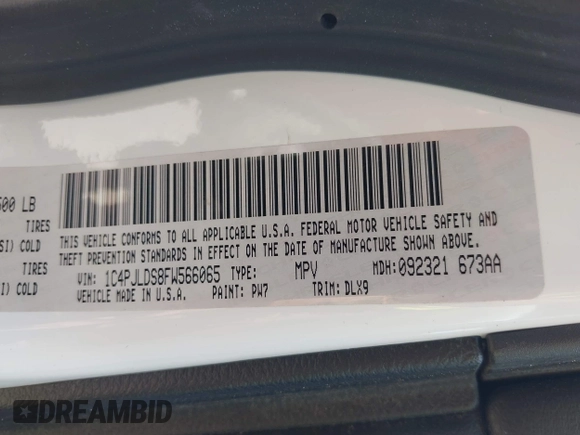 500 LB
TIRES
SI) COLD
TIRES
I) COLD
THIS VEHICLE CONFORMS TO ALL APPLICABLE U.S.A. FEDERAL MOTOR VEHICLE SAFETY AND
THEFT PREVENTION STANDARDS IN EFFECT ON THE DATE OF MANUFACTURE SHOWN ABOVE.
VIN: 1C4PJLDS8FW566065 TYPE: MPV MDH:092321 673AA
VEHICLE MADE IN U.S.A. PAINT: PW7 TRIM: DLX9
DREAMBID